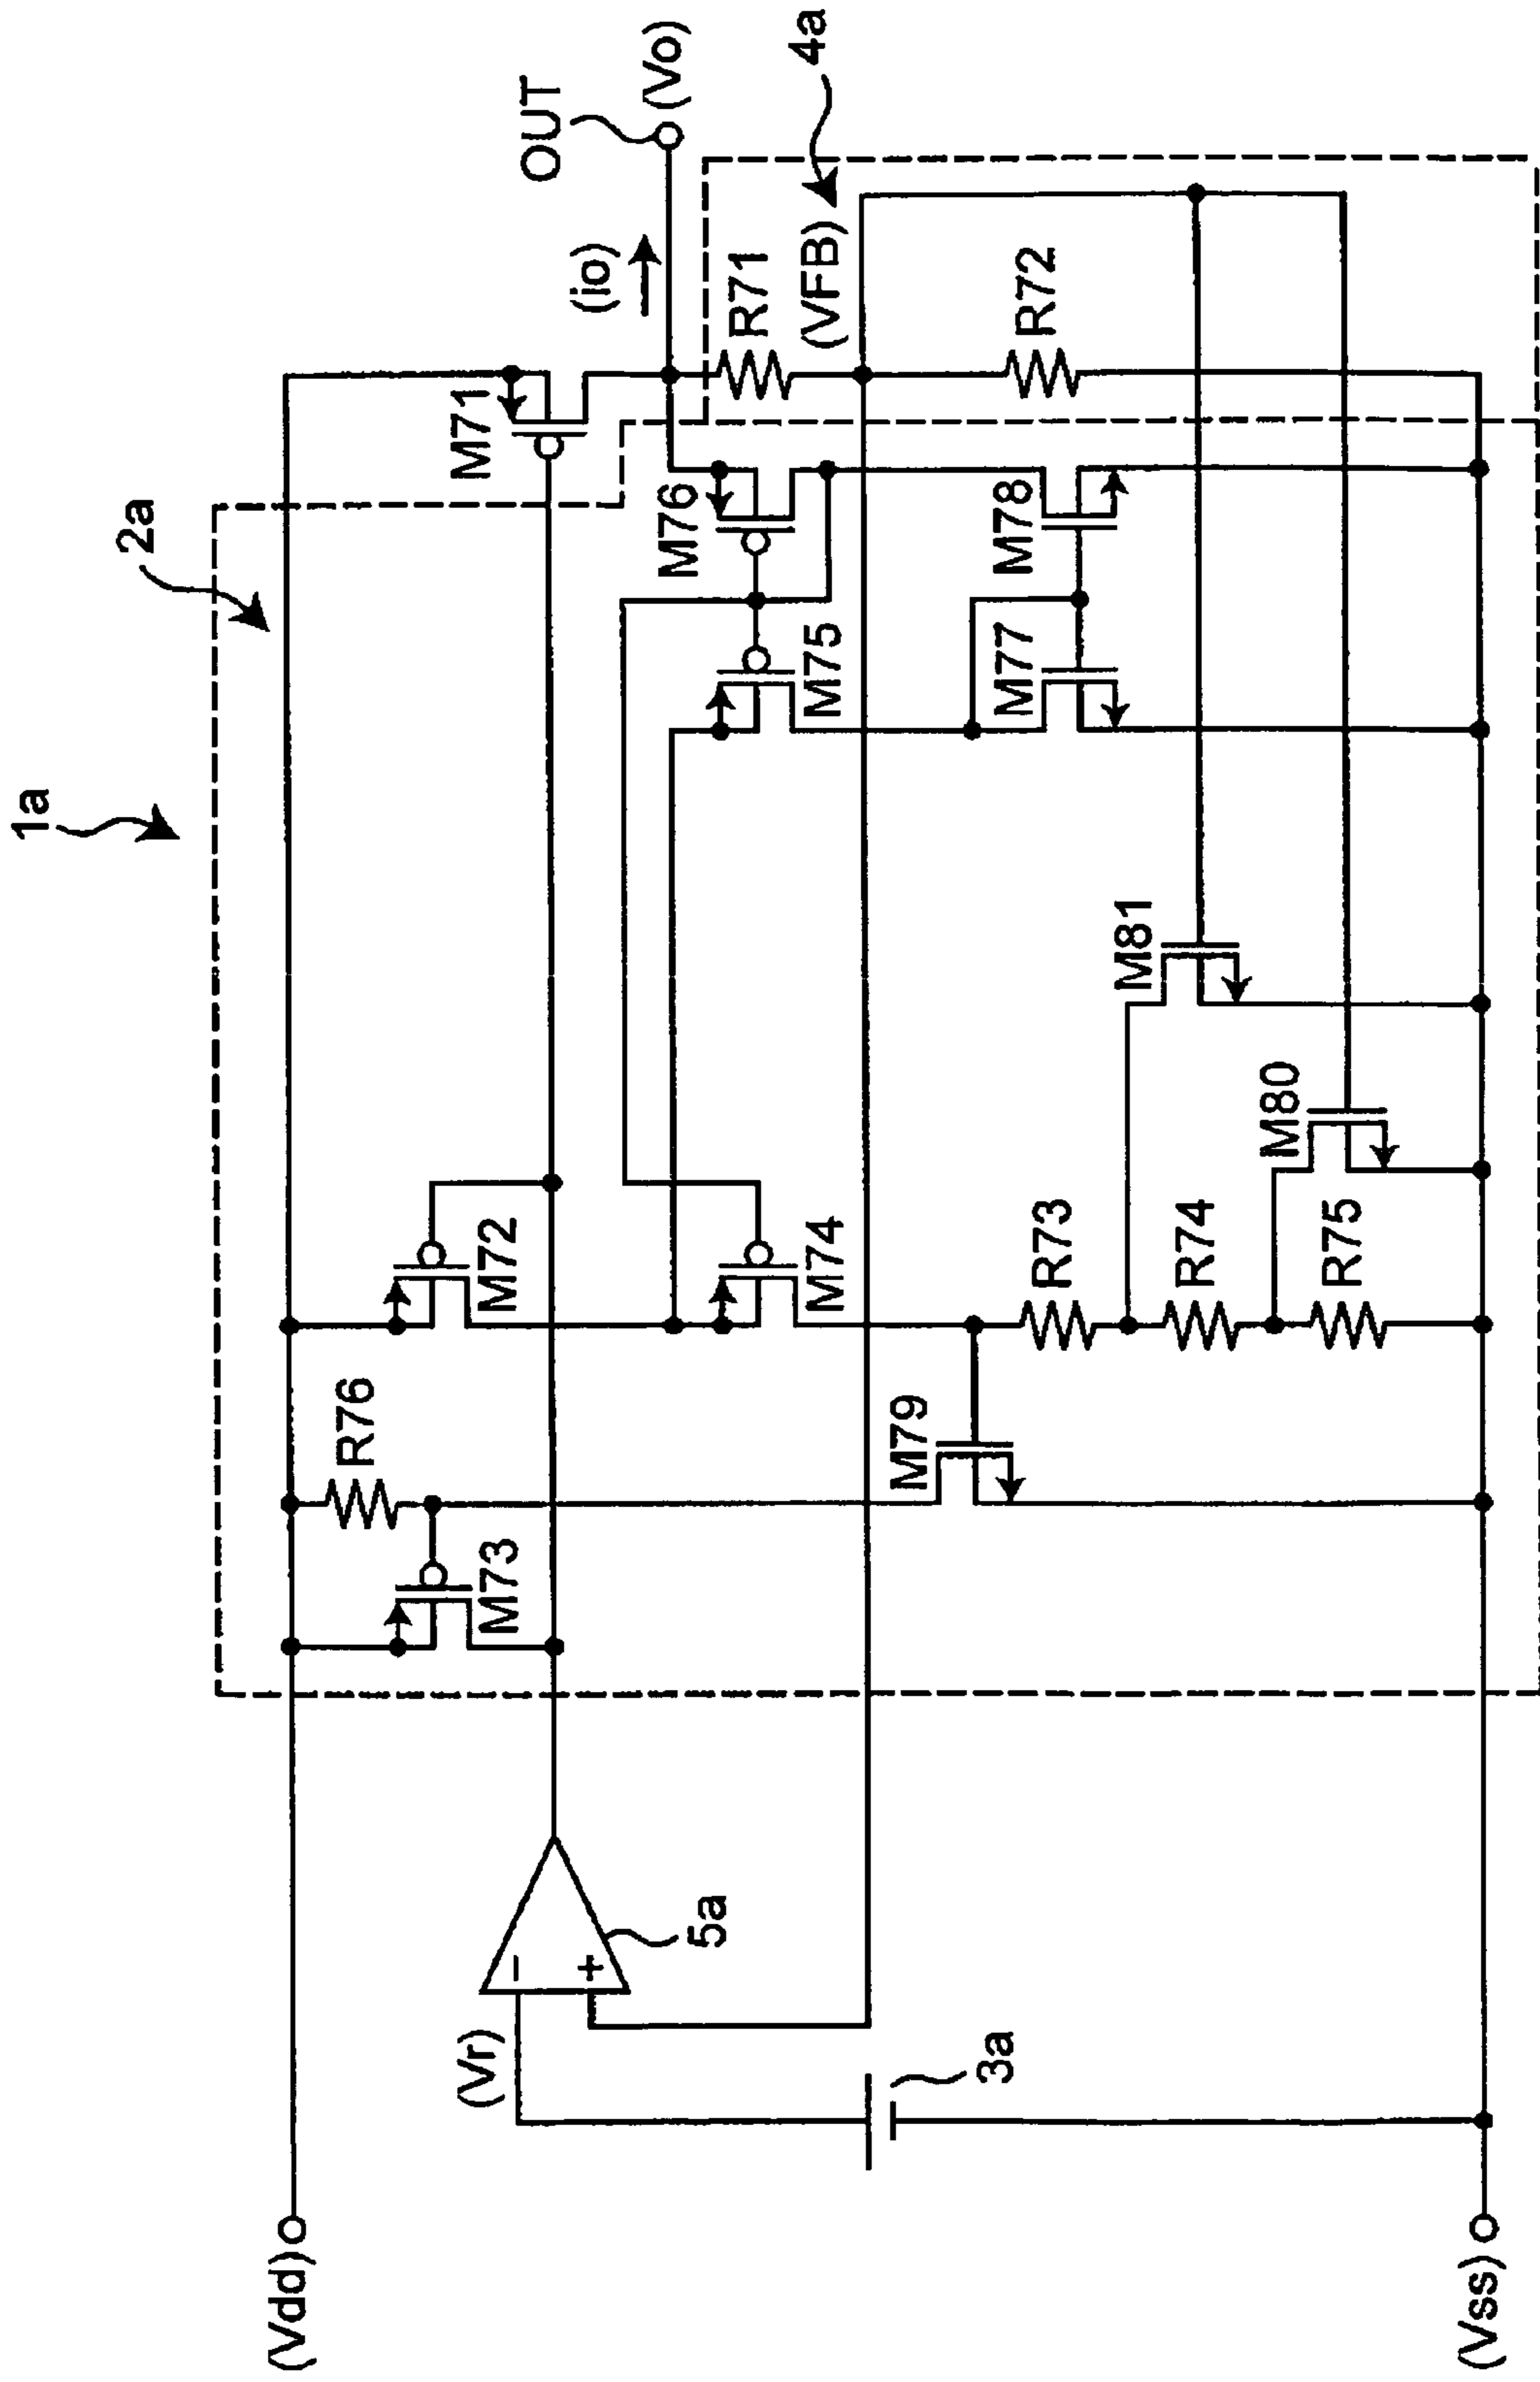 1a
2a
OUT
(Vo)
4a
(io)
M71
R71
(VFB)
R72
M76
M75
M78
M77
M81
M80
M72
M74
R73
R74
R75
R76
M73
M79
5a
−
+
(Vr)
3a
(Vdd)
(Vss)